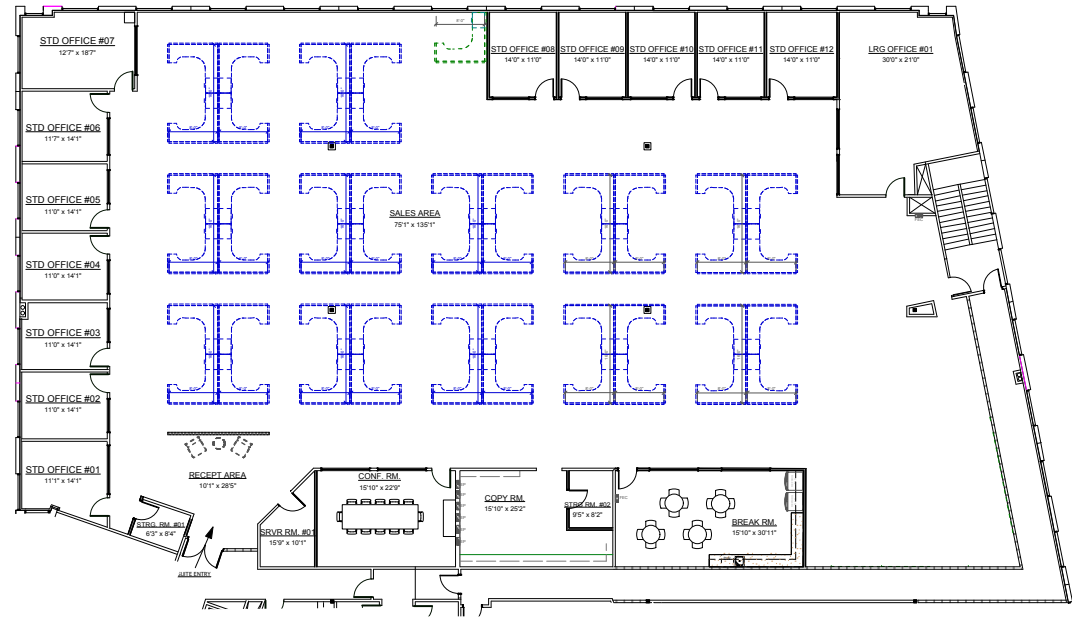 STD OFFICE #07
12'7" x 18'7"
STD OFFICE #08
14'0" x 11'0"
STD OFFICE #09
14'0" x 11'0"
STD OFFICE #10
14'0" x 11'0"
STD OFFICE #11
14'0" x 11'0"
STD OFFICE #12
14'0" x 11'0"
LRG OFFICE #01
30'0" x 21'0"
STD OFFICE #06
11'7" x 14'1"
STD OFFICE #05
11'0" x 14'1"
SALES AREA
75'1" x 135'1"
STD OFFICE #04
11'0" x 14'1"
STD OFFICE #03
11'0" x 14'1"
STD OFFICE #02
11'0" x 14'1"
STD OFFICE #01
11'1" x 14'1"
RECEPT AREA
10'1" x 28'5"
CONF. RM.
15'10" x 22'9"
COPY RM.
15'10" x 25'2"
STRG RM. #02
9'5" x 8'2"
BREAK RM.
15'10" x 30'11"
STRG. RM. #01
6'3" x 8'4"
SRVR RM. #01
15'9" x 10'1"
SUITE ENTRY